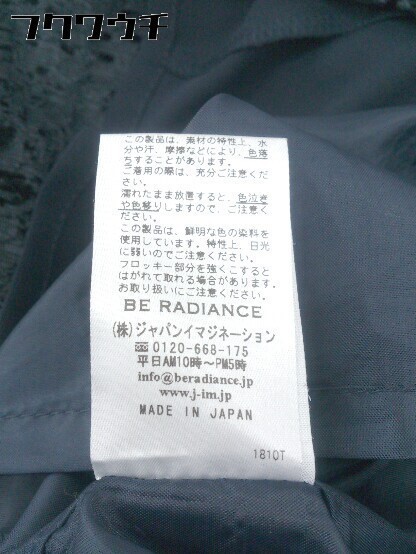 フクワウチ
この製品は、素材の特性上、水
分や汗、摩擦などにより、色落
ちすることがあります。
ご着用の際は、充分ご注意くだ
さい。
濡れたまま放置すると、色泣き
や色移りしますので、ご注意く
ださい。
この製品は、鮮明な色の染料を
使用しています。特性上、日光
に弱いのでご注意ください。
フロッキー部分を強くこすると
はがれて取れる場合があります。
お取り扱いにご注意ください。
BE RADIANCE
(株)ジャパンイマジネーション
☎0120-668-175
平日AM10時～PM5時
info@beradiance.jp
www.j-im.jp
MADE IN JAPAN
1810T